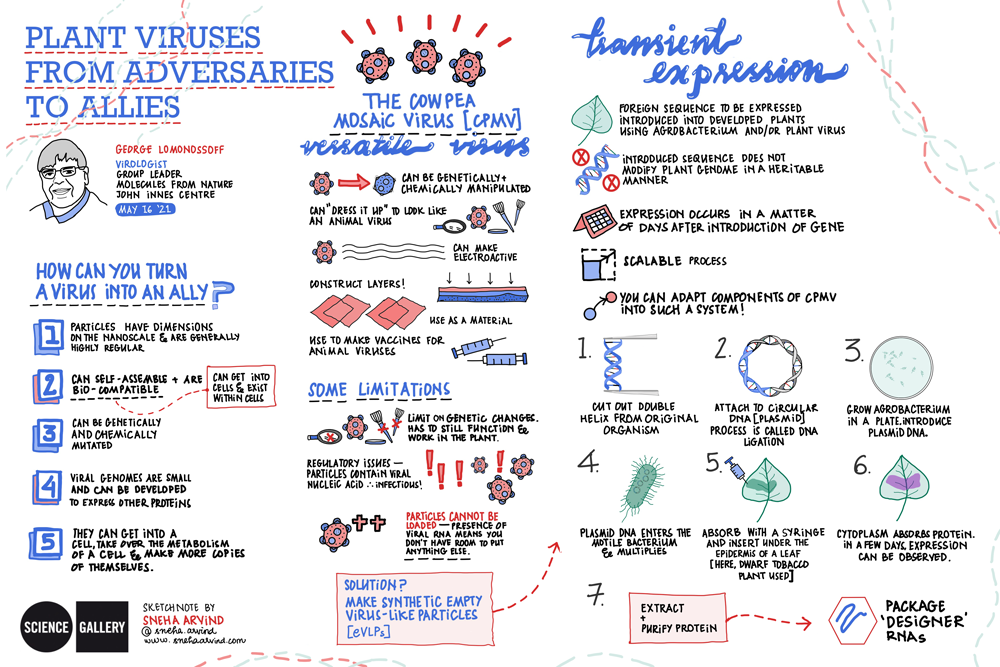 PLANT VIRUSES
FROM ADVERSARIES
TO ALLIES
GEORGE LOMONOSSOFF
VIROLOGIST
GROUP LEADER
MOLECULES FROM NATURE
JOHN INNES CENTRE
MAY 16 '21
HOW CAN YOU TURN
A VIRUS INTO AN ALLY?
1
PARTICLES HAVE DIMENSIONS
ON THE NANOSCALE & ARE GENERALLY
HIGHLY REGULAR
2
CAN SELF-ASSEMBLE + ARE
BIO-COMPATIBLE
CAN GET INTO
CELLS & EXIST
WITHIN CELLS
3
CAN BE GENETICALLY
AND CHEMICALLY
MUTATED
4
VIRAL GENOMES ARE SMALL
AND CAN BE DEVELOPED
TO EXPRESS OTHER PROTEINS
5
THEY CAN GET INTO A
CELL, TAKE OVER THE METABOLISM
OF A CELL & MAKE MORE COPIES
OF THEMSELVES.
SCIENCE GALLERY
SKETCHNOTE BY
SNEHA ARVIND
@sneha.arvind
www.snehaarvind.com
THE COWPEA
MOSAIC VIRUS [CPMV]
versatile virus
CAN BE GENETICALLY +
CHEMICALLY MANIPULATED
CAN "DRESS IT UP" TO LOOK LIKE
AN ANIMAL VIRUS
CAN MAKE
ELECTROACTIVE
CONSTRUCT LAYERS!
USE AS A MATERIAL
USE TO MAKE VACCINES FOR
ANIMAL VIRUSES
SOME LIMITATIONS
LIMIT ON GENETIC CHANGES.
HAS TO STILL FUNCTION &
WORK IN THE PLANT.
REGULATORY ISSUES —
PARTICLES CONTAIN VIRAL
NUCLEIC ACID ∴ INFECTIOUS!
!!!!
++
PARTICLES CANNOT BE
LOADED — PRESENCE OF
VIRAL RNA MEANS YOU
DON'T HAVE ROOM TO PUT
ANYTHING ELSE.
SOLUTION?
MAKE SYNTHETIC EMPTY
VIRUS-LIKE PARTICLES
[eVLPs]
transient
expression
FOREIGN SEQUENCE TO BE EXPRESSED
INTRODUCED INTO DEVELOPED PLANTS
USING AGROBACTERIUM AND/OR PLANT VIRUS
INTRODUCED SEQUENCE DOES NOT
MODIFY PLANT GENOME IN A HERITABLE
MANNER
EXPRESSION OCCURS IN A MATTER
OF DAYS AFTER INTRODUCTION OF GENE
SCALABLE PROCESS
YOU CAN ADAPT COMPONENTS OF CPMV
INTO SUCH A SYSTEM!
1.
CUT OUT DOUBLE
HELIX FROM ORIGINAL
ORGANISM
2.
ATTACH TO CIRCULAR
DNA [PLASMID]
PROCESS IS CALLED DNA
LIGATION
3.
GROW AGROBACTERIUM
IN A PLATE. INTRODUCE
PLASMID DNA.
4.
PLASMID DNA ENTERS THE
MOTILE BACTERIUM
& MULTIPLIES
5.
ABSORB WITH A SYRINGE
AND INSERT UNDER THE
EPIDERMIS OF A LEAF
[HERE, DWARF TOBACCO
PLANT USED]
6.
CYTOPLASM ABSORBS PROTEIN.
IN A FEW DAYS, EXPRESSION
CAN BE OBSERVED.
7.
EXTRACT
+
PURIFY PROTEIN
PACKAGE
'DESIGNER'
RNAs